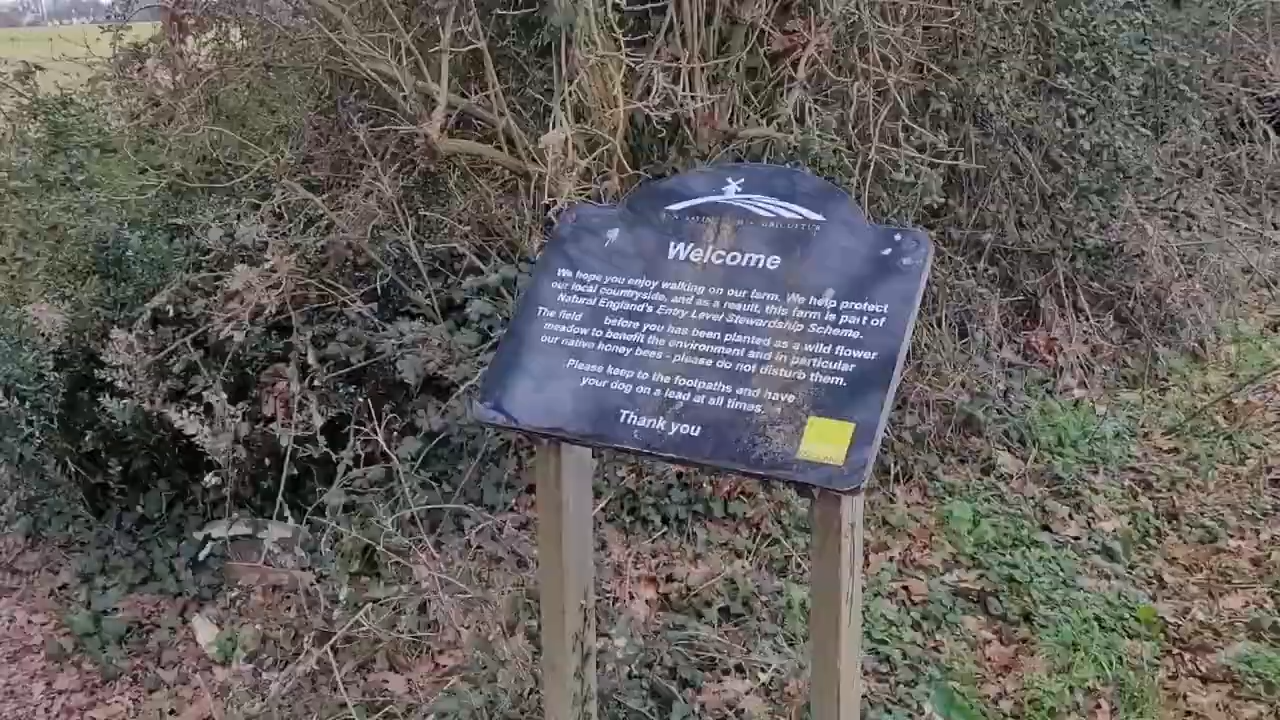 Welcome
We hope you enjoy walking on our farm. We help protect
our local countryside, and as a result, this farm is part of
Natural England's Entry Level Stewardship Scheme.
The field before you has been planted as a wild flower
meadow to benefit the environment and in particular
our native honey bees - please do not disturb them.
Please keep to the footpaths and have
your dog on a lead at all times.
Thank you